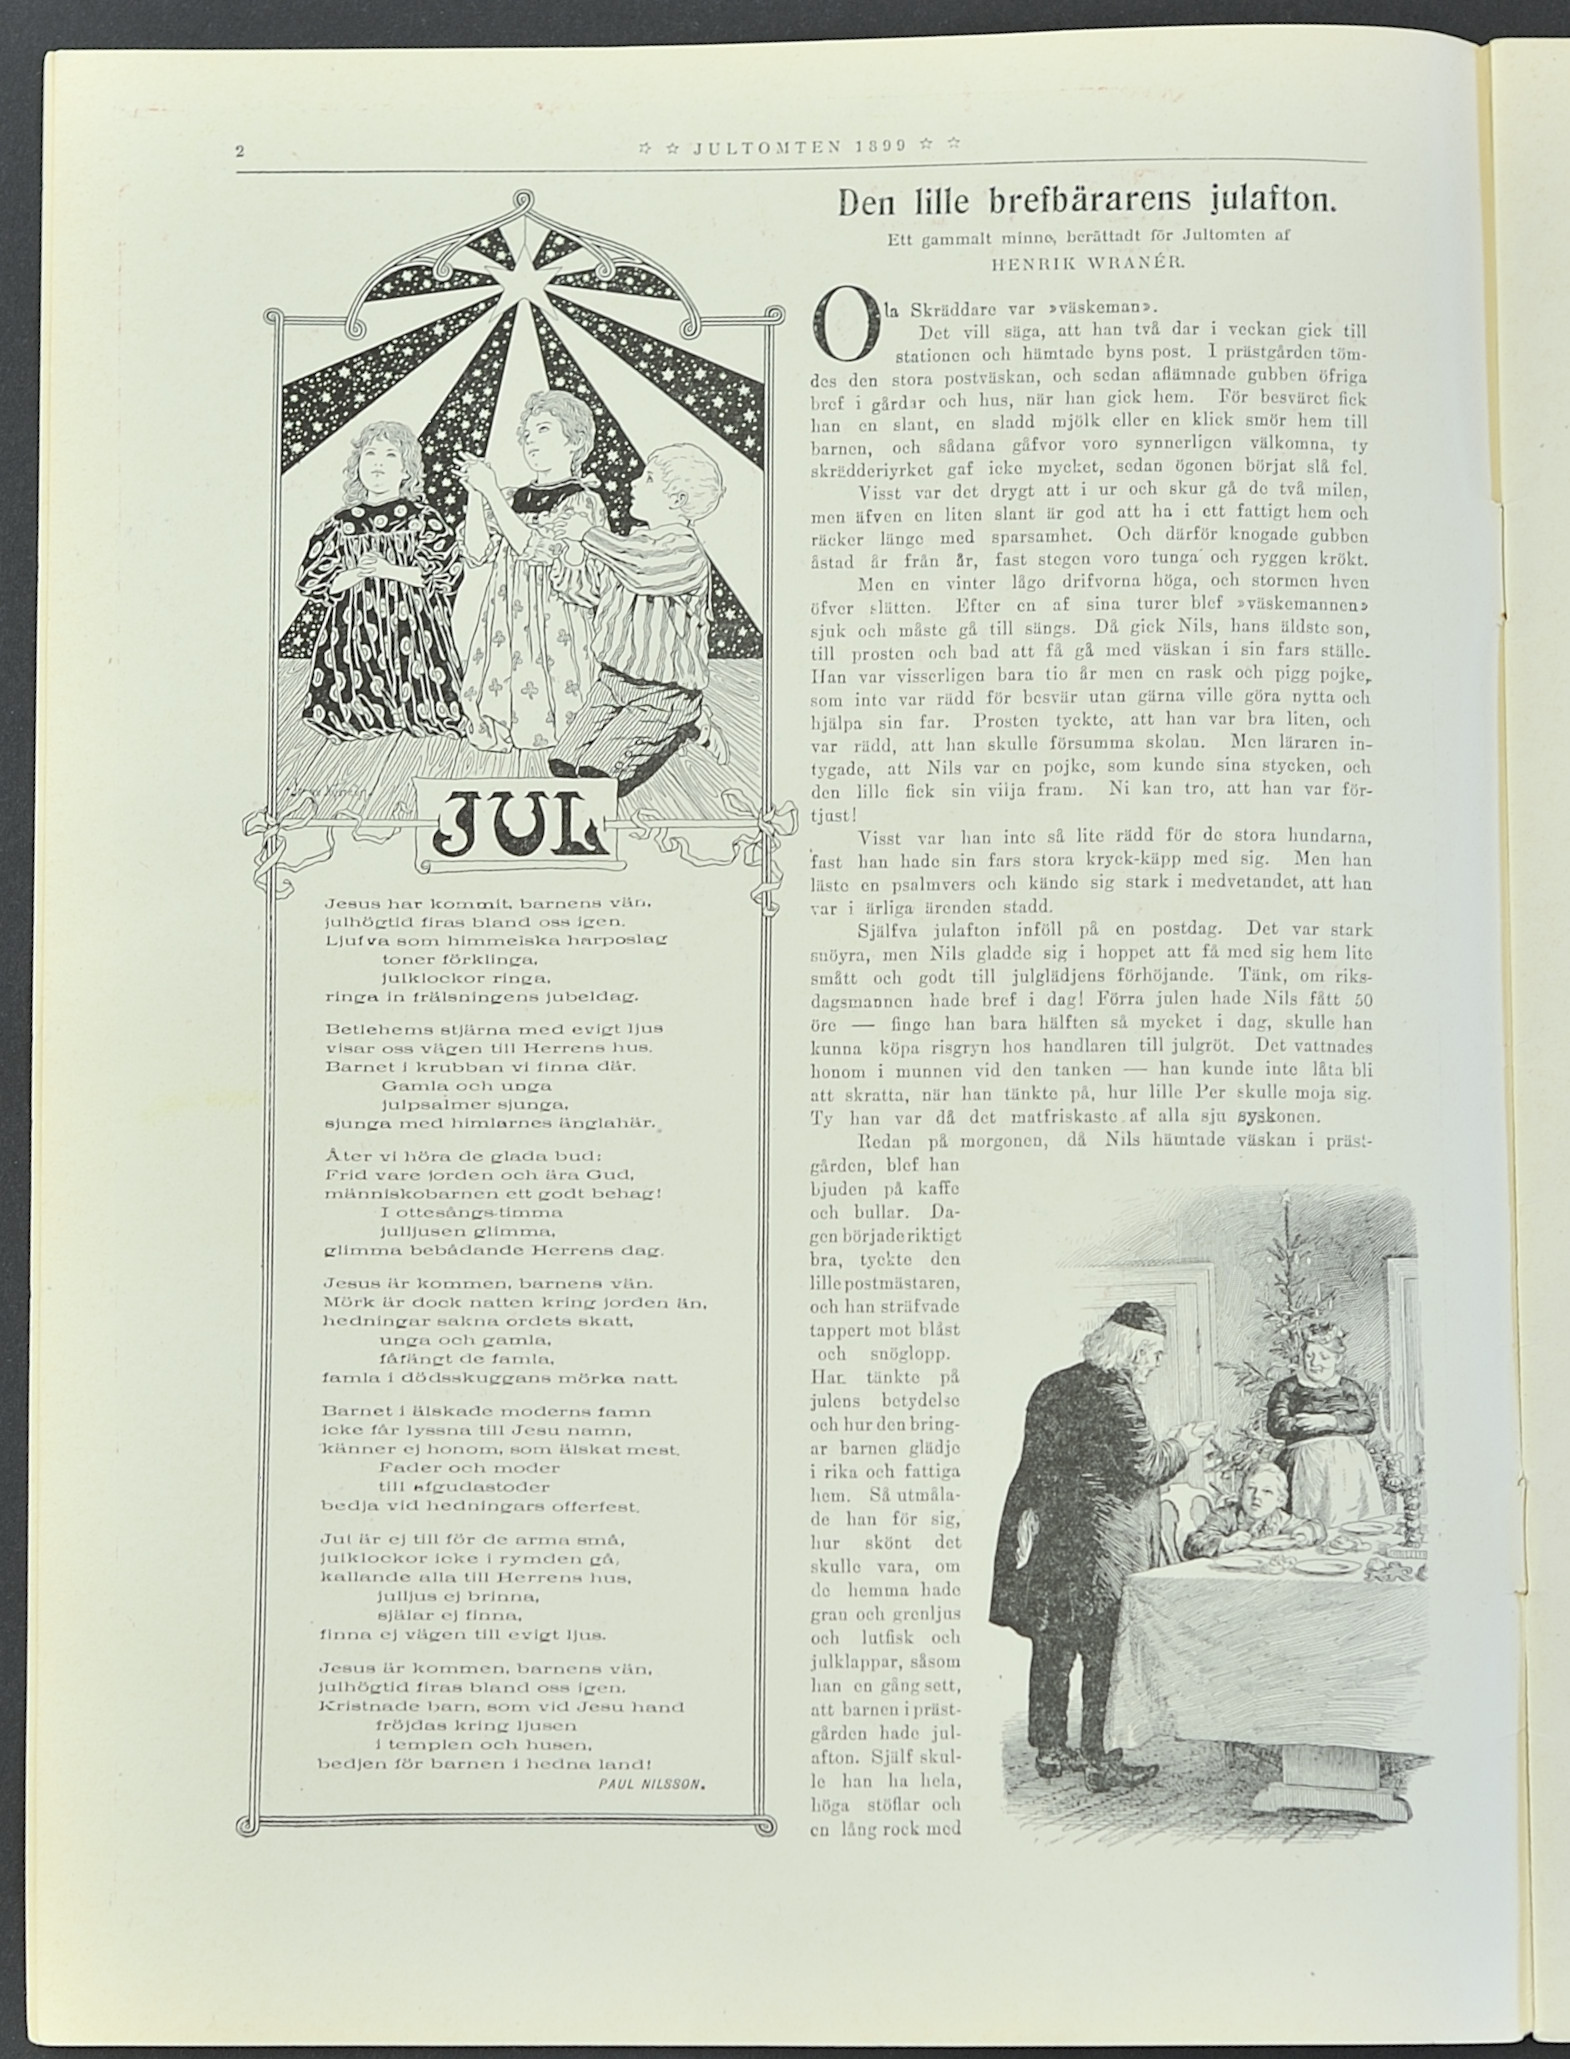 2
☆ ☆ JULTOMTEN 1899 ☆ ☆
JUL
Jesus har kommit, barnens vän,
julhögtid firas bland oss igen.
Ljufva som himmelska harposlag
toner förklinga,
julklockor ringa,
ringa in frälsningens jubeldag.
Betlehems stjärna med evigt ljus
visar oss vägen till Herrens hus.
Barnet i krubban vi finna där.
Gamla och unga
julpsalmer sjunga,
sjunga med himlarnes änglahär.
Åter vi höra de glada bud:
Frid vare jorden och ära Gud,
människobarnen ett godt behag!
I ottesångs-timma
julljusen glimma,
glimma bebådande Herrens dag.
Jesus är kommen, barnens vän.
Mörk är dock natten kring jorden än,
hedningar sakna ordets skatt,
unga och gamla,
fåfängt de famla,
famla i dödsskuggans mörka natt.
Barnet i älskade moderns famn
icke får lyssna till Jesu namn,
känner ej honom, som älskat mest.
Fader och moder
till afgudastoder
bedja vid hedningars offerfest.
Jul är ej till för de arma små,
julklockor icke i rymden gå,
kallande alla till Herrens hus,
julljus ej brinna,
själar ej finna,
finna ej vägen till evigt ljus.
Jesus är kommen, barnens vän,
julhögtid firas bland oss igen.
Kristnade barn, som vid Jesu hand
fröjdas kring ljusen
i templen och husen,
bedjen för barnen i hedna land!
PAUL NILSSON.
Den lille brefbärarens julafton.
Ett gammalt minne, berättadt för Jultomten af
HENRIK WRANÉR.
Ola Skräddare var »väskeman».
Det vill säga, att han två dar i veckan gick till
stationen och hämtade byns post. I prästgården töm-
des den stora postväskan, och sedan aflämnade gubben öfriga
bref i gårdar och hus, när han gick hem. För besväret fick
han en slant, en sladd mjölk eller en klick smör hem till
barnen, och sådana gåfvor voro synnerligen välkomna, ty
skrädderiyrket gaf icke mycket, sedan ögonen börjat slå fel.
Visst var det drygt att i ur och skur gå de två milen,
men äfven en liten slant är god att ha i ett fattigt hem och
räcker länge med sparsamhet. Och därför knogade gubben
åstad år från år, fast stegen voro tunga och ryggen krökt.
Men en vinter lågo drifvorna höga, och stormen hven
öfver slätten. Efter en af sina turer blef »väskemannen»
sjuk och måste gå till sängs. Då gick Nils, hans äldste son,
till prosten och bad att få gå med väskan i sin fars ställe.
Han var visserligen bara tio år men en rask och pigg pojke,
som inte var rädd för besvär utan gärna ville göra nytta och
hjälpa sin far. Prosten tyckte, att han var bra liten, och
var rädd, att han skulle försumma skolan. Men läraren in-
tygade, att Nils var en pojke, som kunde sina stycken, och
den lille fick sin vilja fram. Ni kan tro, att han var för-
tjust!
Visst var han inte så lite rädd för de stora hundarna,
fast han hade sin fars stora kryck-käpp med sig. Men han
läste en psalmvers och kände sig stark i medvetandet, att han
var i ärliga ärenden stadd.
Själfva julafton inföll på en postdag. Det var stark
snöyra, men Nils gladde sig i hoppet att få med sig hem lite
smått och godt till julglädjens förhöjande. Tänk, om riks-
dagsmannen hade bref i dag! Förra julen hade Nils fått 50
öre — finge han bara hälften så mycket i dag, skulle han
kunna köpa risgryn hos handlaren till julgröt. Det vattnades
honom i munnen vid den tanken — han kunde inte låta bli
att skratta, när han tänkte på, hur lille Per skulle moja sig.
Ty han var då det matfriskaste af alla sju syskonen.
Redan på morgonen, då Nils hämtade väskan i präst-
gården, blef han
bjuden på kaffe
och bullar. Da-
gen började riktigt
bra, tyckte den
lille postmästaren,
och han sträfvade
tappert mot blåst
och snöglopp.
Han tänkte på
julens betydelse
och hur den bring-
ar barnen glädje
i rika och fattiga
hem. Så utmåla-
de han för sig,
hur skönt det
skulle vara, om
de hemma hade
gran och grenljus
och lutfisk och
julklappar, såsom
han en gång sett,
att barnen i präst-
gården hade jul-
afton. Själf skul-
le han ha hela,
höga stöflar och
en lång rock med